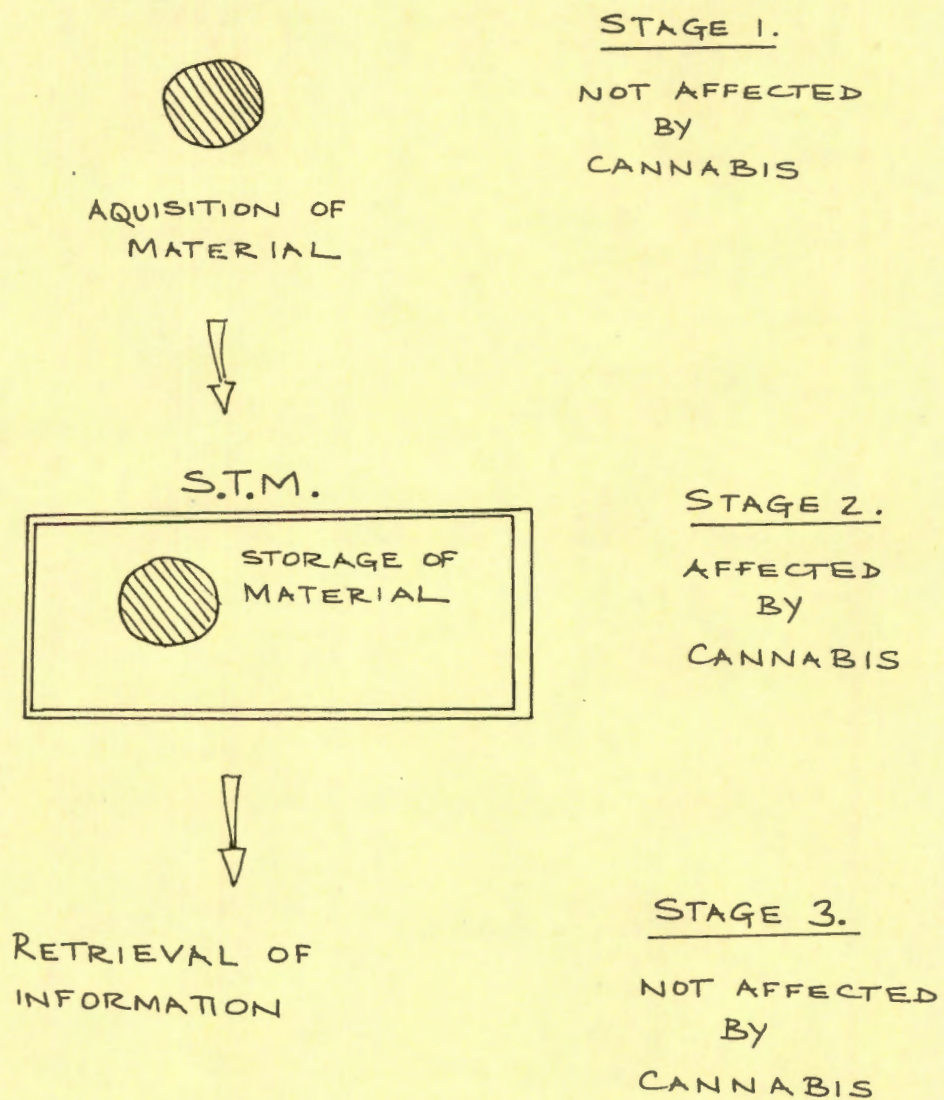 STAGE 1.
NOT AFFECTED
BY
CANNABIS
AQUISITION OF
MATERIAL
S.T.M.
STORAGE OF
MATERIAL
STAGE 2.
AFFECTED
BY
CANNABIS
RETRIEVAL OF
INFORMATION
STAGE 3.
NOT AFFECTED
BY
CANNABIS